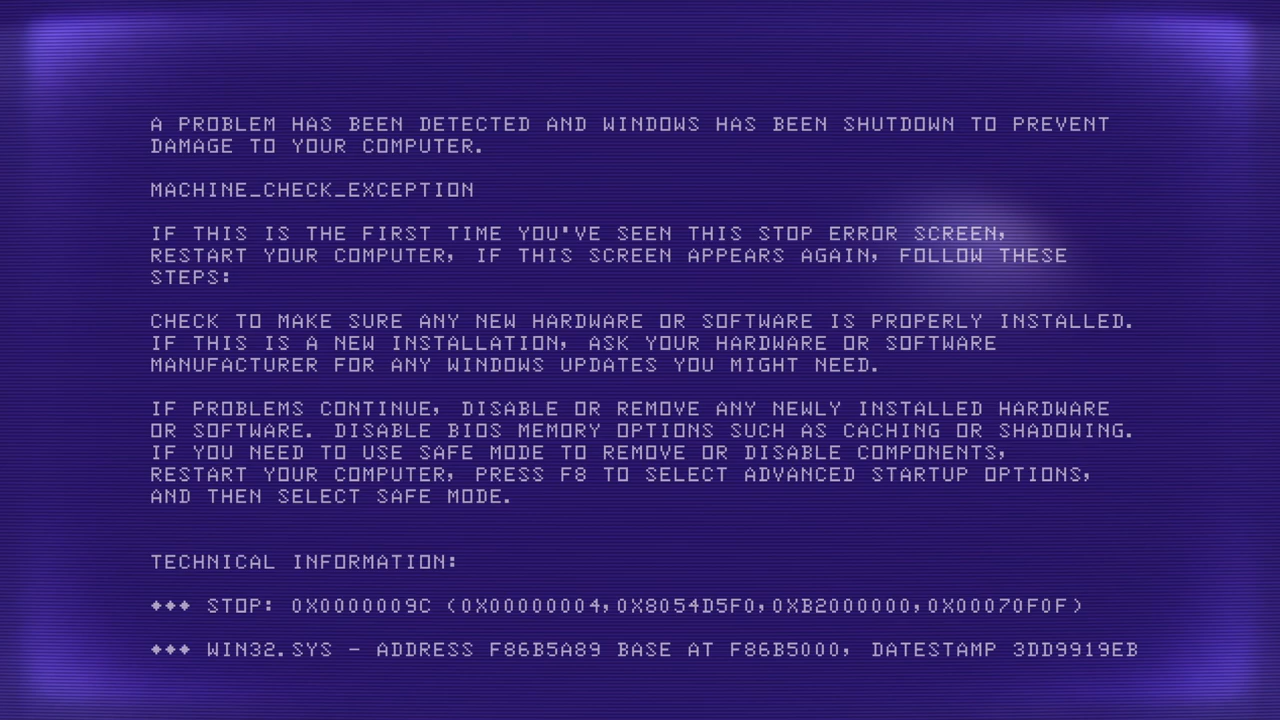 A PROBLEM HAS BEEN DETECTED AND WINDOWS HAS BEEN SHUTDOWN TO PREVENT
DAMAGE TO YOUR COMPUTER.
MACHINE_CHECK_EXCEPTION
IF THIS IS THE FIRST TIME YOU'VE SEEN THIS STOP ERROR SCREEN,
RESTART YOUR COMPUTER, IF THIS SCREEN APPEARS AGAIN, FOLLOW THESE
STEPS:
CHECK TO MAKE SURE ANY NEW HARDWARE OR SOFTWARE IS PROPERLY INSTALLED.
IF THIS IS A NEW INSTALLATION, ASK YOUR HARDWARE OR SOFTWARE
MANUFACTURER FOR ANY WINDOWS UPDATES YOU MIGHT NEED.
IF PROBLEMS CONTINUE, DISABLE OR REMOVE ANY NEWLY INSTALLED HARDWARE
OR SOFTWARE. DISABLE BIOS MEMORY OPTIONS SUCH AS CACHING OR SHADOWING.
IF YOU NEED TO USE SAFE MODE TO REMOVE OR DISABLE COMPONENTS,
RESTART YOUR COMPUTER, PRESS F8 TO SELECT ADVANCED STARTUP OPTIONS,
AND THEN SELECT SAFE MODE.
TECHNICAL INFORMATION:
✦✦✦ STOP: 0X0000009C (0X00000004,0X8054D5F0,0XB2000000,0X00070F0F)
✦✦✦ WIN32.SYS - ADDRESS F86B5A89 BASE AT F86B5000, DATESTAMP 3DD9919EB